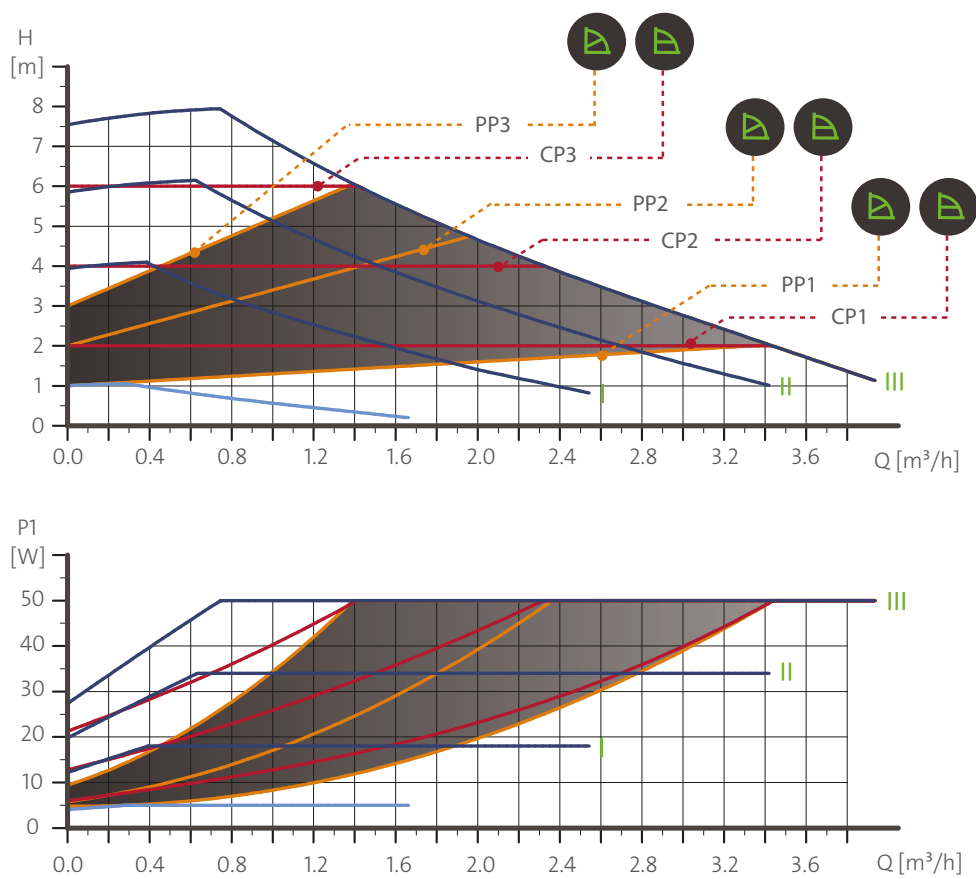 H
[m]
8
7
6
5
4
3
2
1
0
PP3
CP3
PP2
CP2
PP1
CP1
I
II
III
0.0 0.4 0.8 1.2 1.6 2.0 2.4 2.8 3.2 3.6 Q [m³/h]
P1
[W]
50
40
30
20
10
0
III
II
I
0.0 0.4 0.8 1.2 1.6 2.0 2.4 2.8 3.2 3.6 Q [m³/h]